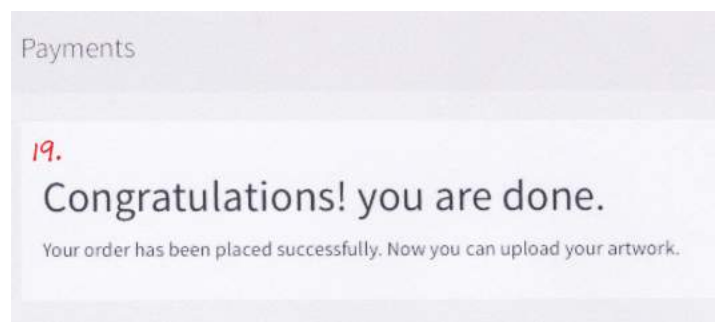 Payments
19.
Congratulations! you are done.
Your order has been placed successfully. Now you can upload your artwork.